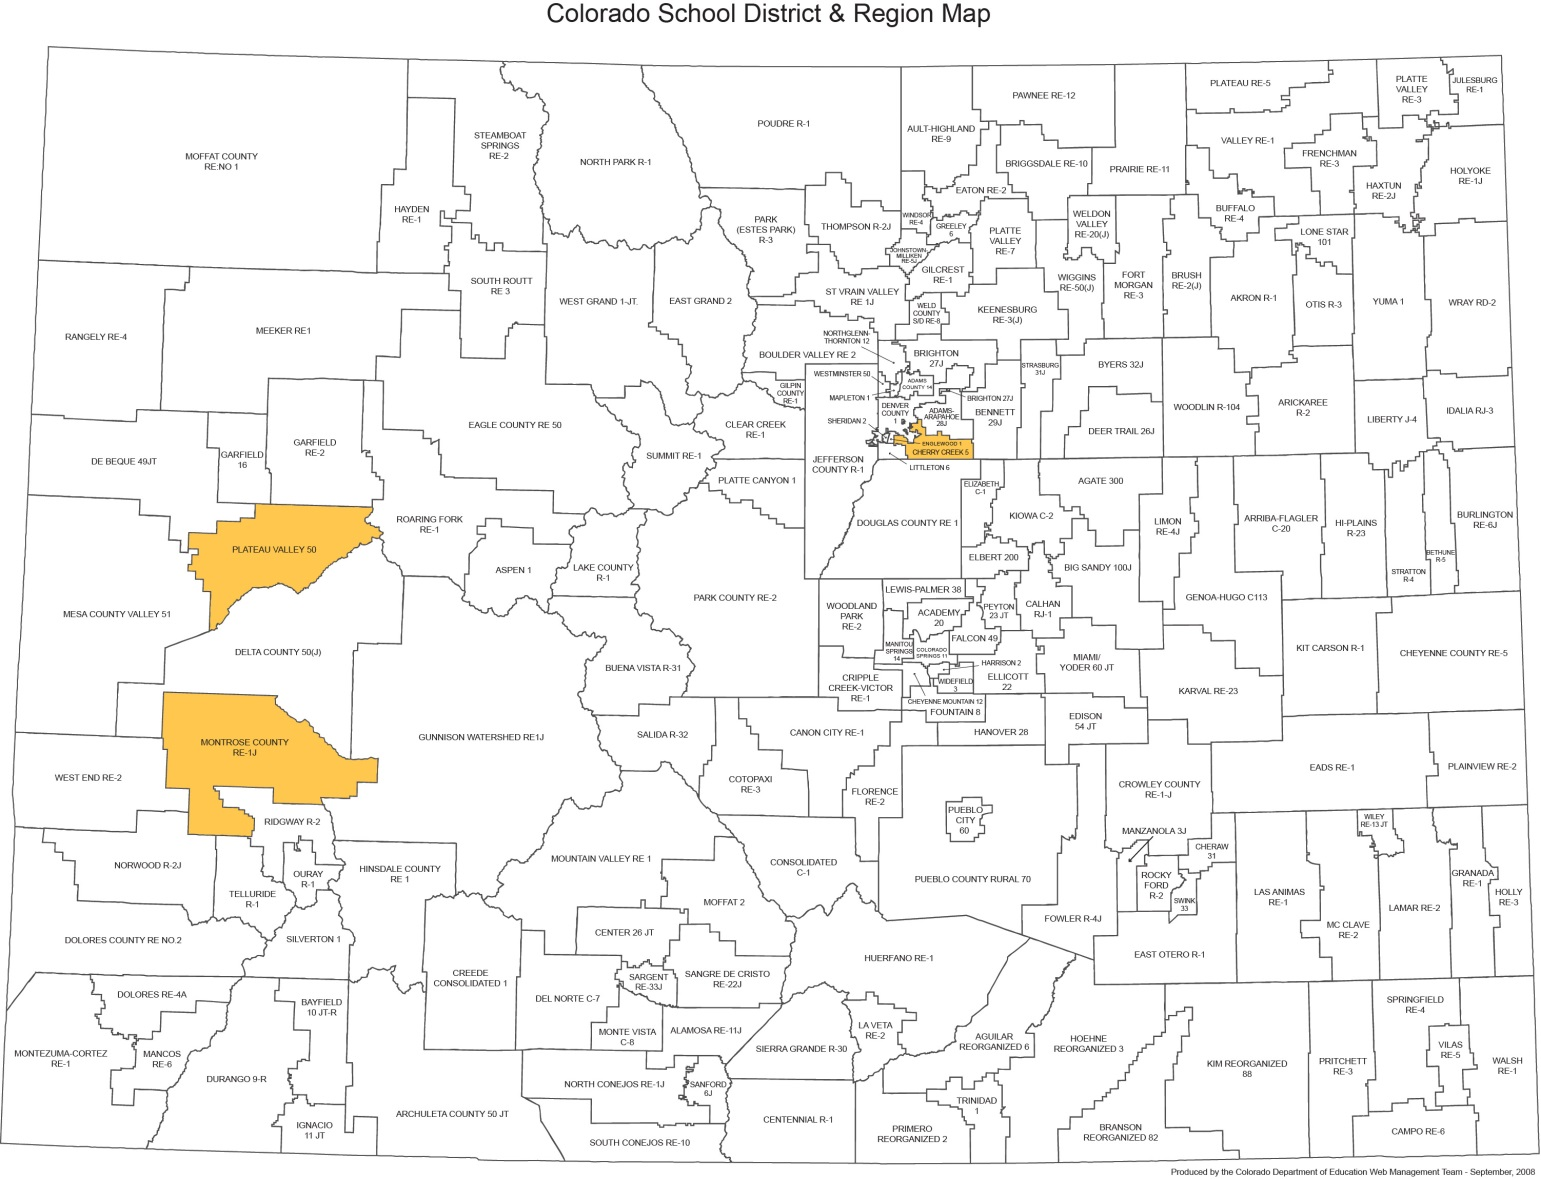 Colorado School District & Region Map
MOFFAT COUNTY
RE:NO 1
HAYDEN
RE-1
STEAMBOAT
SPRINGS
RE-2
NORTH PARK R-1
POUDRE R-1
AULT-HIGHLAND
RE-9
PAWNEE RE-12
BRIGGSDALE RE-10
PRAIRIE RE-11
PLATEAU RE-5
VALLEY RE-1
FRENCHMAN
RE-3
PLATTE
VALLEY
RE-3
JULESBURG
RE-1
HOLYOKE
RE-1J
HAXTUN
RE-2J
BUFFALO
RE-4
LONE STAR
101
EATON RE-2
PARK
(ESTES PARK)
R-3
THOMPSON R-2J
WINDSOR
RE-4
GREELEY
6
PLATTE
VALLEY
RE-7
WELDON
VALLEY
RE-20(J)
JOHNSTOWN-
MILLIKEN
RE-5J
GILCREST
RE-1
SOUTH ROUTT
RE 3
WEST GRAND 1-JT.
EAST GRAND 2
ST VRAIN VALLEY
RE 1J
WELD
COUNTY
S/D RE-8
KEENESBURG
RE-3(J)
WIGGINS
RE-50(J)
FORT
MORGAN
RE-3
BRUSH
RE-2(J)
AKRON R-1
OTIS R-3
YUMA 1
WRAY RD-2
RANGELY RE-4
MEEKER RE1
NORTHGLENN-
THORNTON 12
BOULDER VALLEY RE 2
BRIGHTON
27J
WESTMINSTER 50
ADAMS
COUNTY 14
STRASBURG
31J
BYERS 32J
GILPIN
COUNTY
RE-1
MAPLETON 1
BRIGHTON 27J
DENVER
COUNTY
1
ADAMS-
ARAPAHOE
28J
BENNETT
29J
WOODLIN R-104
ARICKAREE
R-2
LIBERTY J-4
IDALIA RJ-3
DEER TRAIL 26J
EAGLE COUNTY RE 50
CLEAR CREEK
RE-1
SHERIDAN 2
ENGLEWOOD 1
CHERRY CREEK 5
DE BEQUE 49JT
GARFIELD
16
GARFIELD
RE-2
SUMMIT RE-1
JEFFERSON
COUNTY R-1
LITTLETON 6
PLATTE CANYON 1
ELIZABETH
C-1
AGATE 300
KIOWA C-2
LIMON
RE-4J
ARRIBA-FLAGLER
C-20
HI-PLAINS
R-23
BURLINGTON
RE-6J
ROARING FORK
RE-1
DOUGLAS COUNTY RE 1
PLATEAU VALLEY 50
ASPEN 1
LAKE COUNTY
R-1
ELBERT 200
BIG SANDY 100J
STRATTON
R-4
BETHUNE
R-5
MESA COUNTY VALLEY 51
PARK COUNTY RE-2
WOODLAND
PARK
RE-2
LEWIS-PALMER 38
ACADEMY
20
PEYTON
23 JT
CALHAN
RJ-1
GENOA-HUGO C113
DELTA COUNTY 50(J)
BUENA VISTA R-31
MANITOU
SPRINGS
14
COLORADO
SPRINGS 11
FALCON 49
MIAMI/
YODER 60 JT
KIT CARSON R-1
CHEYENNE COUNTY RE-5
CRIPPLE
CREEK-VICTOR
RE-1
HARRISON 2
WIDEFIELD
3
ELLICOTT
22
KARVAL RE-23
CHEYENNE MOUNTAIN 12
FOUNTAIN 8
MONTROSE COUNTY
RE-1J
GUNNISON WATERSHED RE1J
SALIDA R-32
CANON CITY RE-1
HANOVER 28
EDISON
54 JT
WEST END RE-2
COTOPAXI
RE-3
FLORENCE
RE-2
CROWLEY COUNTY
RE-1-J
EADS RE-1
PLAINVIEW RE-2
RIDGWAY R-2
PUEBLO
CITY
60
MANZANOLA 3J
CHERAW
31
WILEY
RE-13 JT
NORWOOD R-2J
TELLURIDE
R-1
OURAY
R-1
HINSDALE COUNTY
RE 1
MOUNTAIN VALLEY RE 1
CONSOLIDATED
C-1
PUEBLO COUNTY RURAL 70
ROCKY
FORD
R-2
SWINK
33
LAS ANIMAS
RE-1
MC CLAVE
RE-2
LAMAR RE-2
GRANADA
RE-1
HOLLY
RE-3
MOFFAT 2
FOWLER R-4J
DOLORES COUNTY RE NO.2
SILVERTON 1
CENTER 26 JT
EAST OTERO R-1
CREEDE
CONSOLIDATED 1
SARGENT
RE-33J
SANGRE DE CRISTO
RE-22J
HUERFANO RE-1
DOLORES RE-4A
BAYFIELD
10 JT-R
DEL NORTE C-7
MONTE VISTA
C-8
ALAMOSA RE-11J
LA VETA
RE-2
SPRINGFIELD
RE-4
MONTEZUMA-CORTEZ
RE-1
MANCOS
RE-6
DURANGO 9-R
SIERRA GRANDE R-30
AGUILAR
REORGANIZED 6
HOEHNE
REORGANIZED 3
KIM REORGANIZED
88
PRITCHETT
RE-3
VILAS
RE-5
WALSH
RE-1
NORTH CONEJOS RE-1J
SANFORD
6J
ARCHULETA COUNTY 50 JT
IGNACIO
11 JT
SOUTH CONEJOS RE-10
CENTENNIAL R-1
TRINIDAD
1
PRIMERO
REORGANIZED 2
BRANSON
REORGANIZED 82
CAMPO RE-6
Produced by the Colorado Department of Education Web Management Team - September, 2008